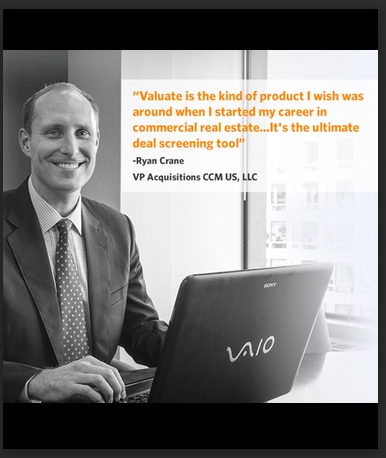 “Valuate is the kind of product I wish was
around when I started my career in
commercial real estate...It's the ultimate
deal screening tool”
-Ryan Crane
VP Acquisitions CCM US, LLC
SONY
VAIO